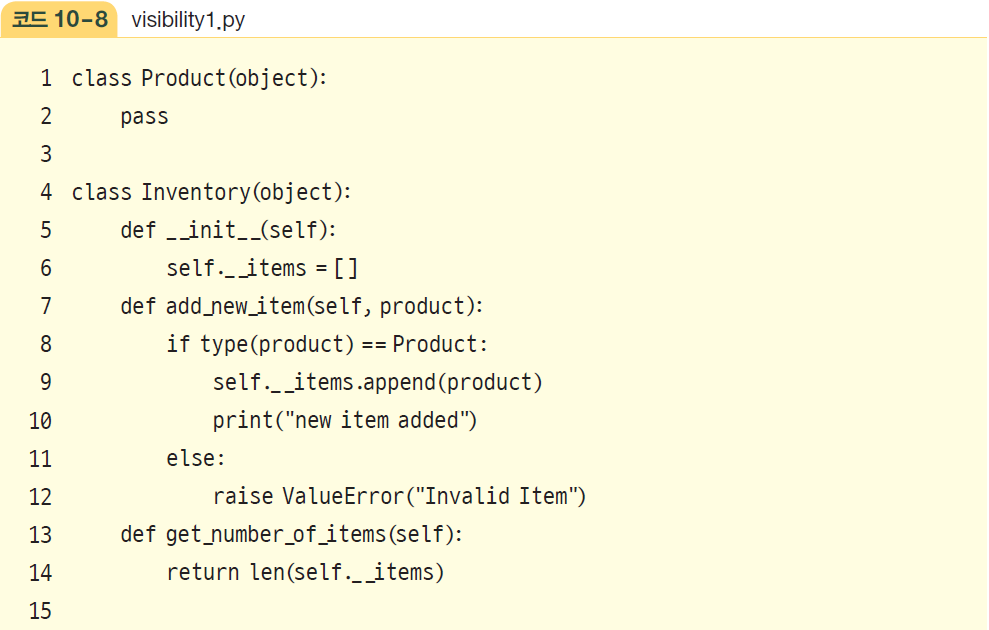 코드 10-8 visibility1.py
1 class Product(object):
2     pass
3
4 class Inventory(object):
5     def __init__(self):
6         self.__items = []
7     def add_new_item(self, product):
8         if type(product) == Product:
9             self.__items.append(product)
10             print("new item added")
11         else:
12             raise ValueError("Invalid Item")
13     def get_number_of_items(self):
14         return len(self.__items)
15